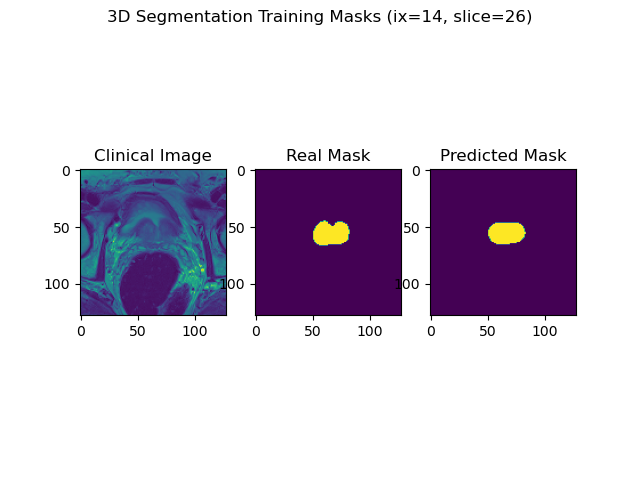 3D Segmentation Training Masks (ix=14, slice=26)
Clinical Image Real Mask Predicted Mask
0 0 0
50 50 50
100 100 100
0 50 100 0 50 100 0 50 100